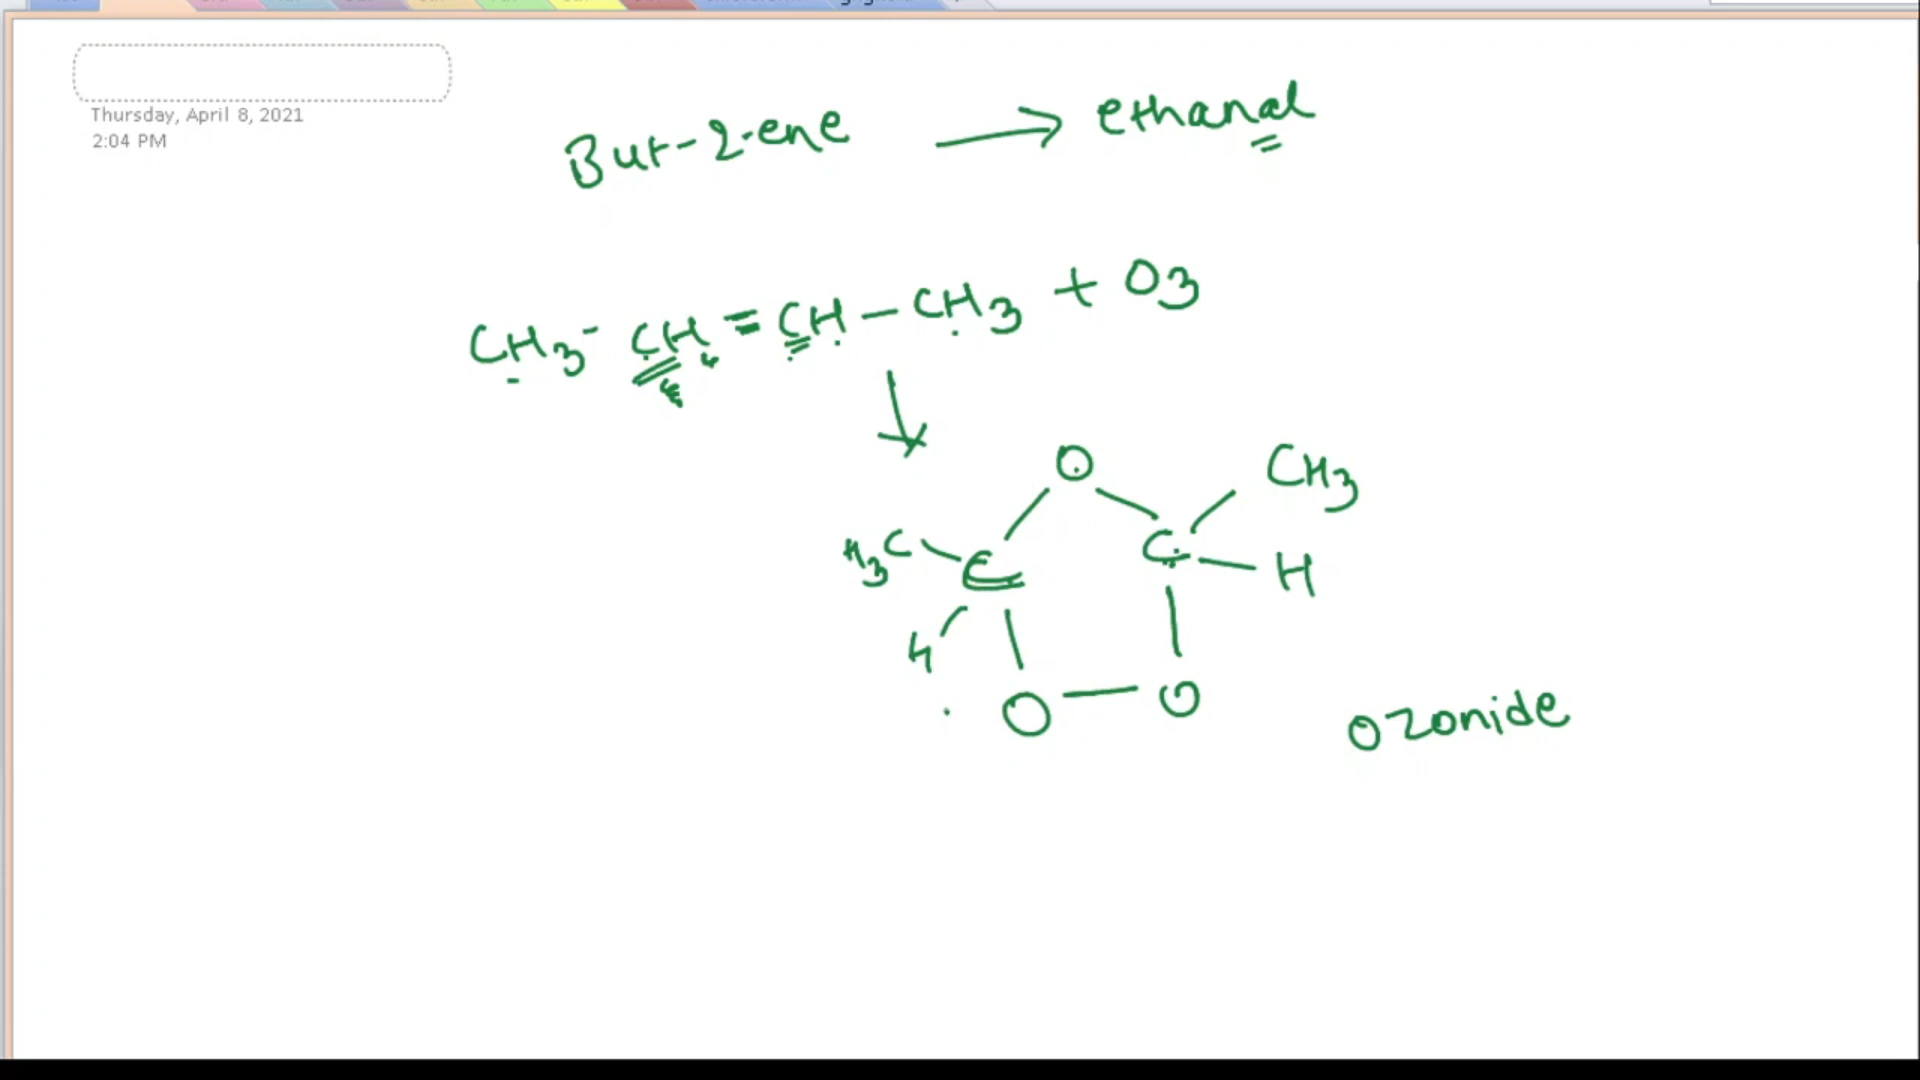 Thursday, April 8, 2021
2:04 PM
But-2-ene → ethanal
CH3 - CH = CH - CH3 + O3
O
CH3
H3C - C
C - H
H
O - O
Ozonide